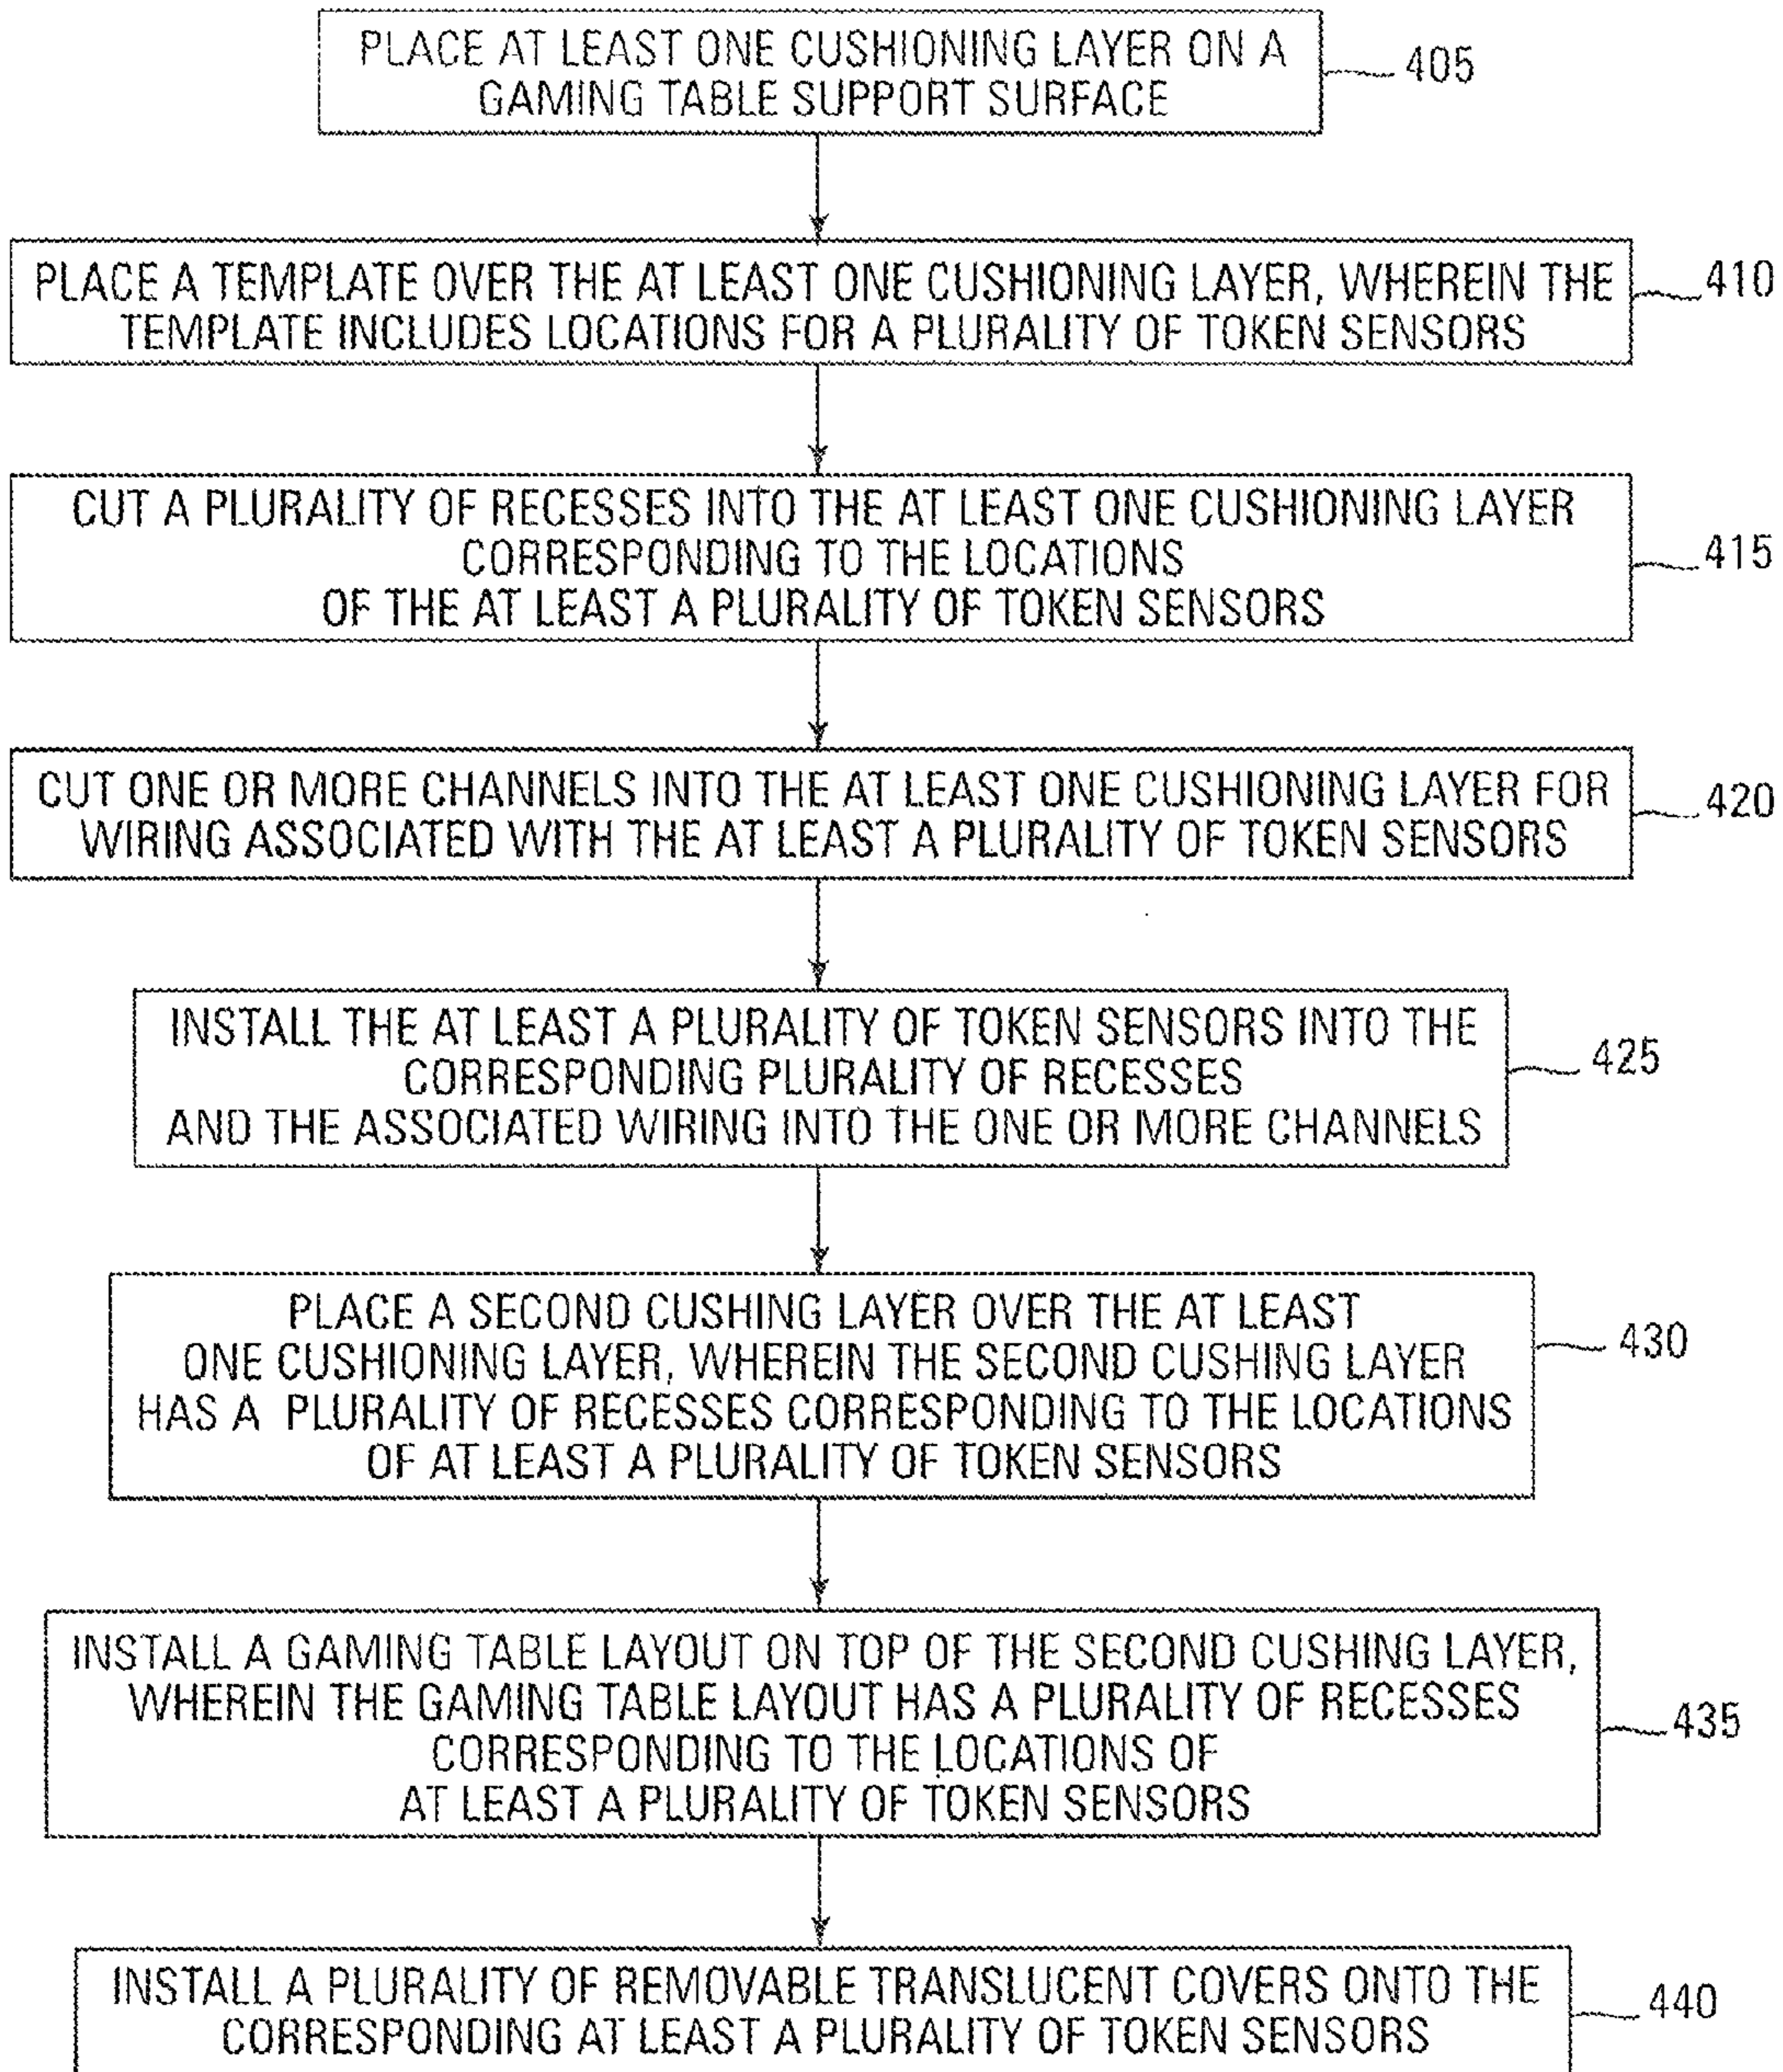 PLACE AT LEAST ONE CUSHIONING LAYER ON A
GAMING TABLE SUPPORT SURFACE
405
PLACE A TEMPLATE OVER THE AT LEAST ONE CUSHIONING LAYER, WHEREIN THE
TEMPLATE INCLUDES LOCATIONS FOR A PLURALITY OF TOKEN SENSORS
410
CUT A PLURALITY OF RECESSES INTO THE AT LEAST ONE CUSHIONING LAYER
CORRESPONDING TO THE LOCATIONS
OF THE AT LEAST A PLURALITY OF TOKEN SENSORS
415
CUT ONE OR MORE CHANNELS INTO THE AT LEAST ONE CUSHIONING LAYER FOR
WIRING ASSOCIATED WITH THE AT LEAST A PLURALITY OF TOKEN SENSORS
420
INSTALL THE AT LEAST A PLURALITY OF TOKEN SENSORS INTO THE
CORRESPONDING PLURALITY OF RECESSES
AND THE ASSOCIATED WIRING INTO THE ONE OR MORE CHANNELS
425
PLACE A SECOND CUSHING LAYER OVER THE AT LEAST
ONE CUSHIONING LAYER, WHEREIN THE SECOND CUSHING LAYER
HAS A PLURALITY OF RECESSES CORRESPONDING TO THE LOCATIONS
OF AT LEAST A PLURALITY OF TOKEN SENSORS
430
INSTALL A GAMING TABLE LAYOUT ON TOP OF THE SECOND CUSHING LAYER,
WHEREIN THE GAMING TABLE LAYOUT HAS A PLURALITY OF RECESSES
CORRESPONDING TO THE LOCATIONS OF
AT LEAST A PLURALITY OF TOKEN SENSORS
435
INSTALL A PLURALITY OF REMOVABLE TRANSLUCENT COVERS ONTO THE
CORRESPONDING AT LEAST A PLURALITY OF TOKEN SENSORS
440